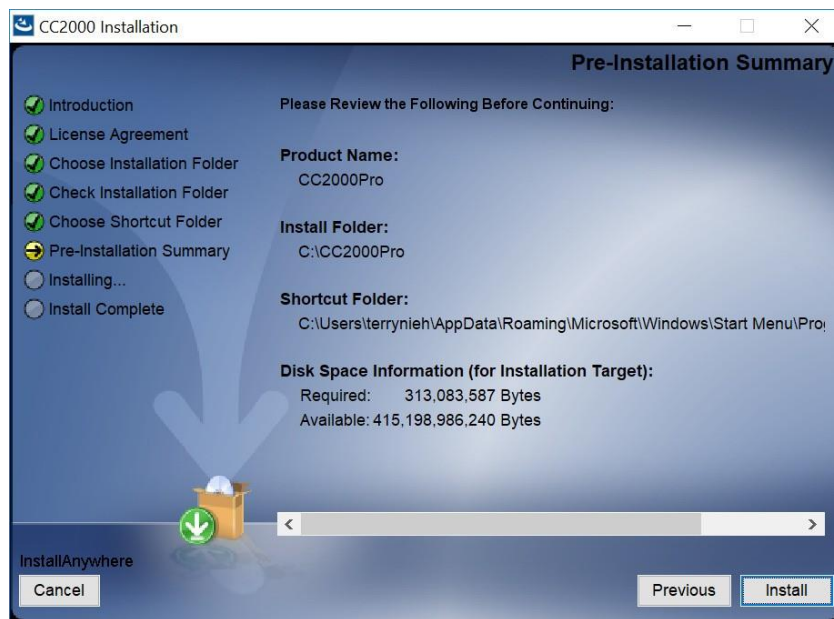 CC2000 Installation
Pre-Installation Summary
Introduction
License Agreement
Choose Installation Folder
Check Installation Folder
Choose Shortcut Folder
Pre-Installation Summary
Installing...
Install Complete
Please Review the Following Before Continuing:
Product Name:
CC2000Pro
Install Folder:
C:\CC2000Pro
Shortcut Folder:
C:\Users\terrynieh\AppData\Roaming\Microsoft\Windows\Start Menu\Prog
Disk Space Information (for Installation Target):
Required: 313,083,587 Bytes
Available: 415,198,986,240 Bytes
InstallAnywhere
Cancel
Previous
Install